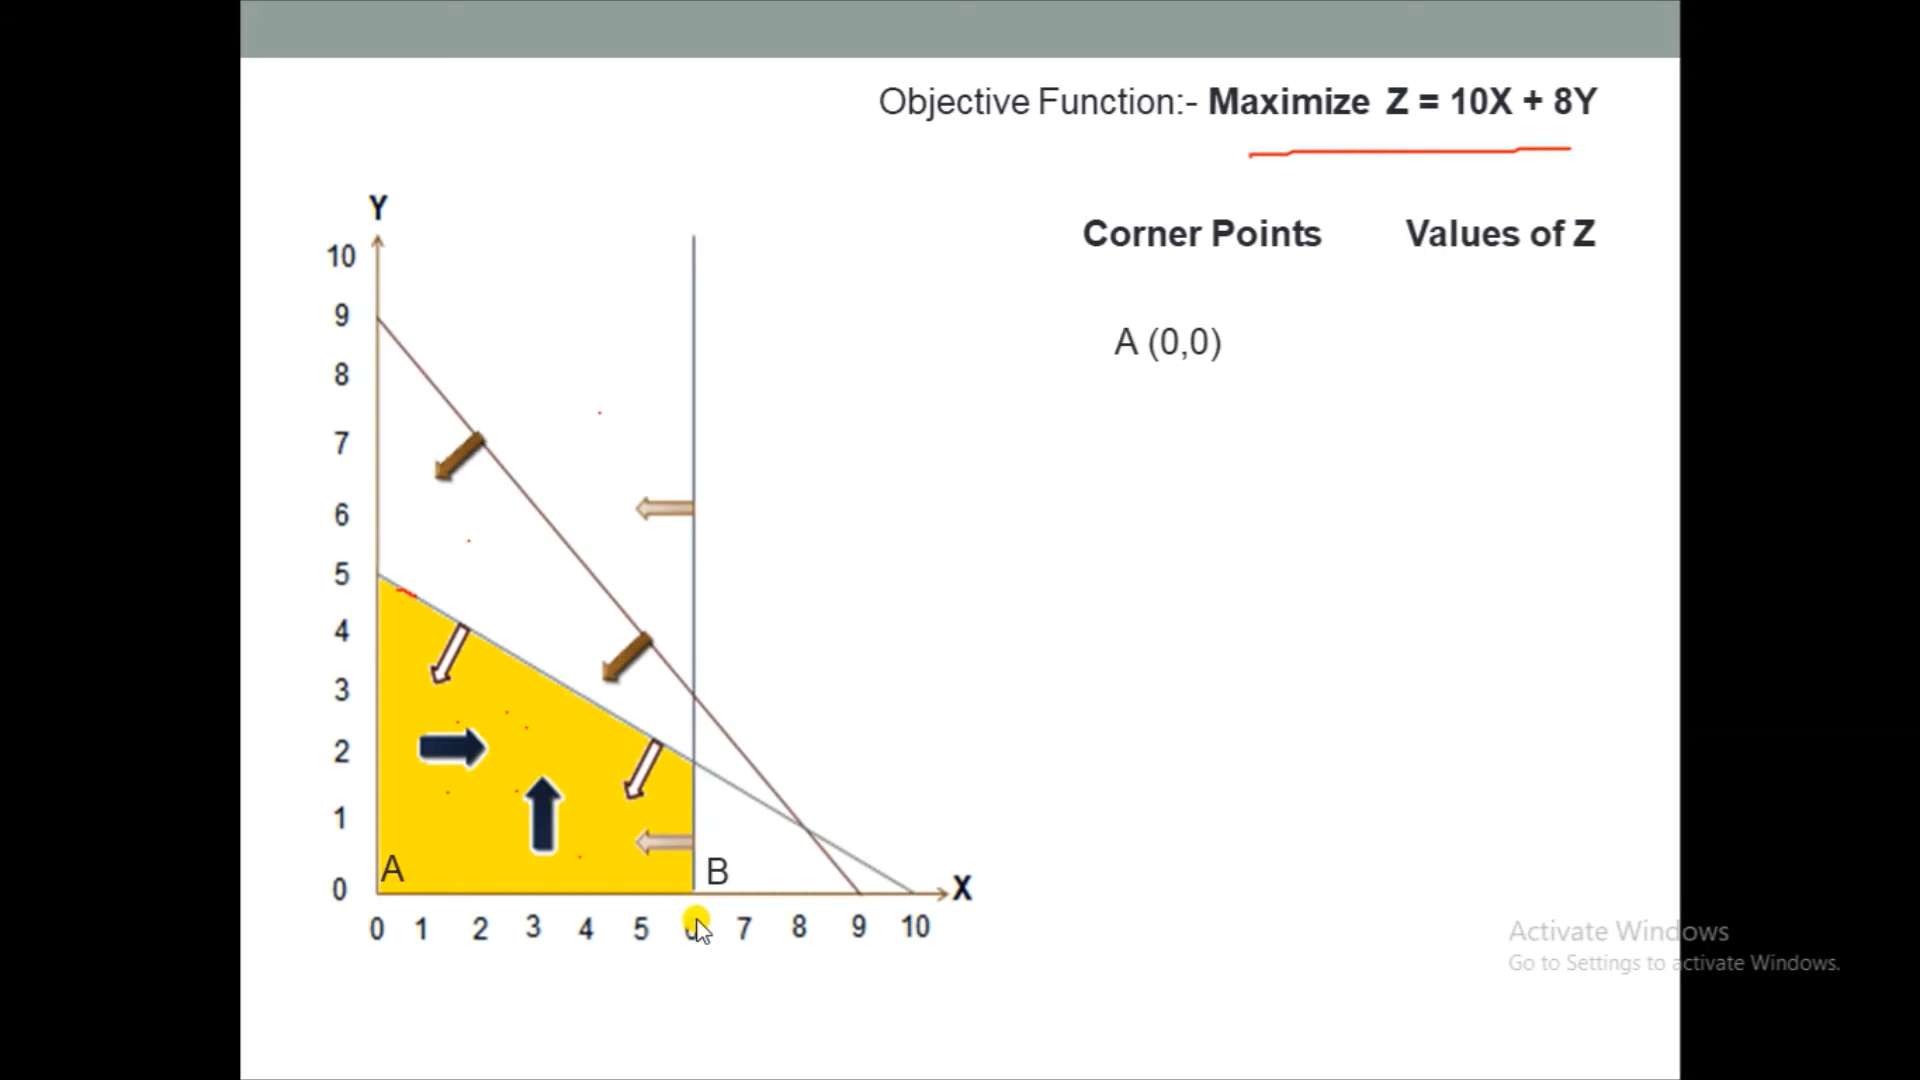 Objective Function:- Maximize Z = 10X + 8Y
Corner Points Values of Z
A (0,0)
Y
10
9
8
7
6
5
4
3
2
1
0
A
B
X
0 1 2 3 4 5 7 8 9 10
Activate Windows
Go to Settings to activate Windows.